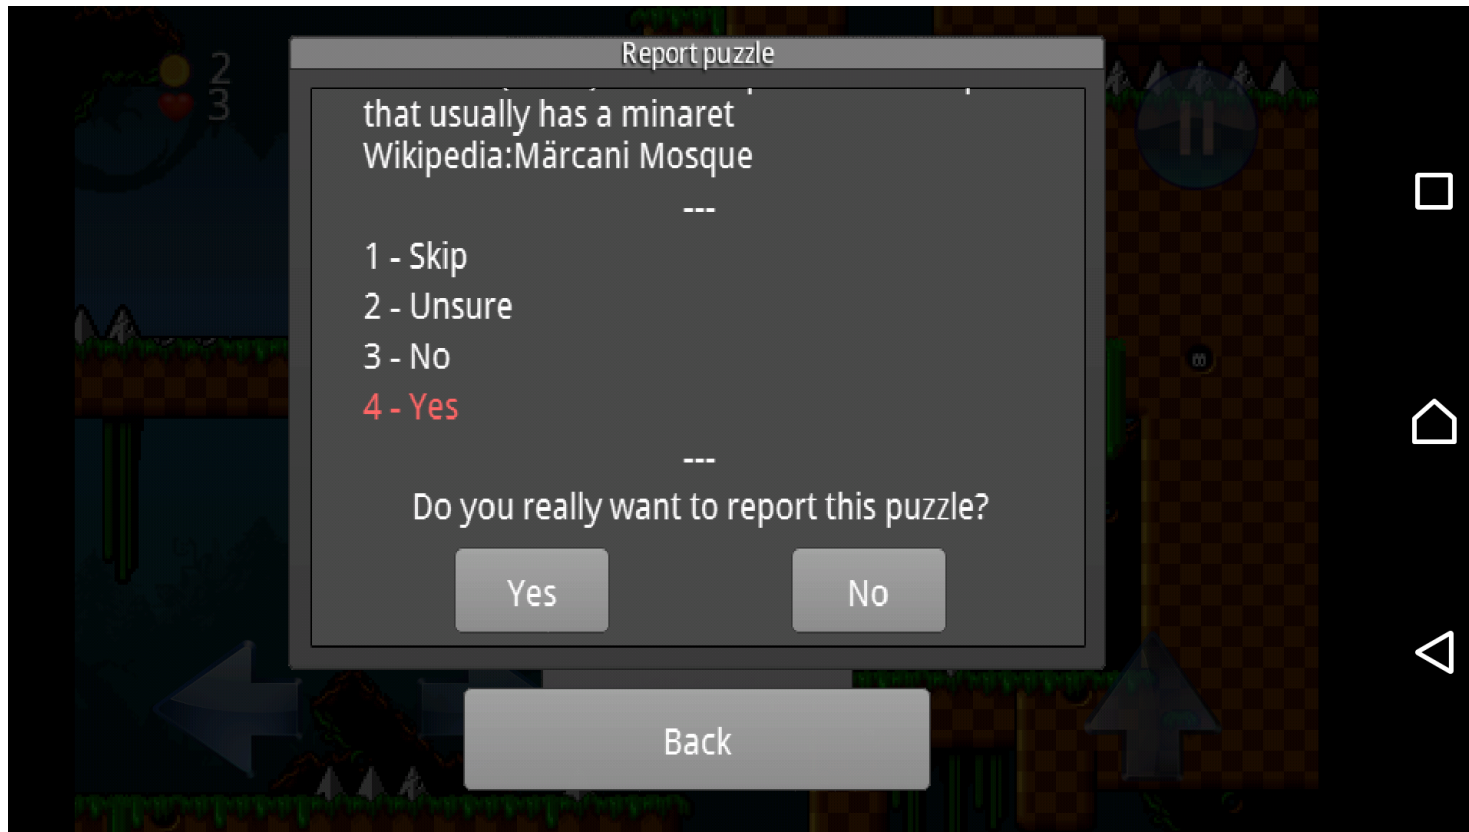 Report puzzle
2
3
that usually has a minaret
Wikipedia:Märcani Mosque
---
1 - Skip
2 - Unsure
3 - No
4 - Yes
---
Do you really want to report this puzzle?
Yes
No
Back